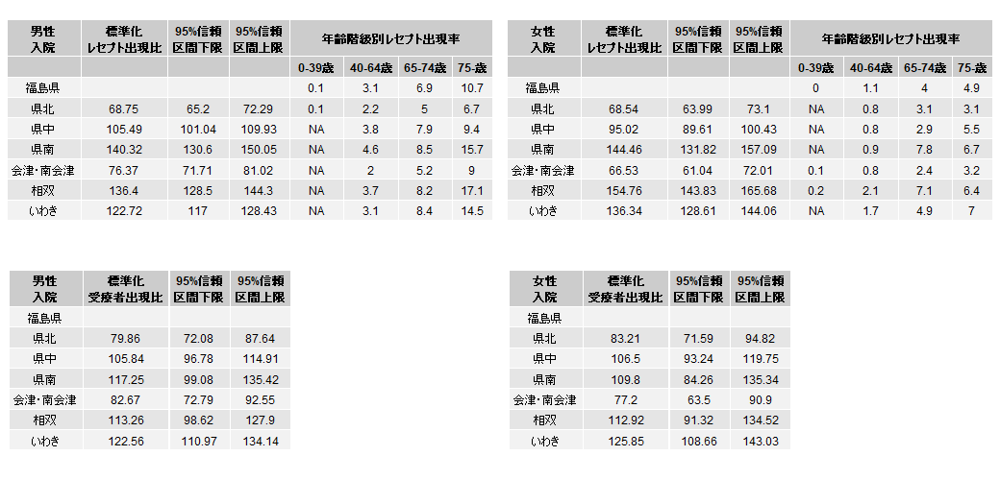 男性 標準化 95%信頼 95%信頼 年齢階級別レセプト出現率
入院 レセプト出現比 区間下限 区間上限
0-39歳 40-64歳 65-74歳 75-歳
福島県 0.1 3.1 6.9 10.7
県北 68.75 65.2 72.29 0.1 2.2 5 6.7
県中 105.49 101.04 109.93 NA 3.8 7.9 9.4
県南 140.32 130.6 150.05 NA 4.6 8.5 15.7
会津・南会津 76.37 71.71 81.02 NA 2 5.2 9
相双 136.4 128.5 144.3 NA 3.7 8.2 17.1
いわき 122.72 117 128.43 NA 3.1 8.4 14.5
女性 標準化 95%信頼 95%信頼 年齢階級別レセプト出現率
入院 レセプト出現比 区間下限 区間上限
0-39歳 40-64歳 65-74歳 75-歳
福島県 0 1.1 4 4.9
県北 68.54 63.99 73.1 NA 0.8 3.1 3.1
県中 95.02 89.61 100.43 NA 0.8 2.9 5.5
県南 144.46 131.82 157.09 NA 0.9 7.8 6.7
会津・南会津 66.53 61.04 72.01 0.1 0.8 2.4 3.2
相双 154.76 143.83 165.68 0.2 2.1 7.1 6.4
いわき 136.34 128.61 144.06 NA 1.7 4.9 7
男性 標準化 95%信頼 95%信頼
入院 受療者出現比 区間下限 区間上限
福島県
県北 79.86 72.08 87.64
県中 105.84 96.78 114.91
県南 117.25 99.08 135.42
会津・南会津 82.67 72.79 92.55
相双 113.26 98.62 127.9
いわき 122.56 110.97 134.14
女性 標準化 95%信頼 95%信頼
入院 受療者出現比 区間下限 区間上限
福島県
県北 83.21 71.59 94.82
県中 106.5 93.24 119.75
県南 109.8 84.26 135.34
会津・南会津 77.2 63.5 90.9
相双 112.92 91.32 134.52
いわき 125.85 108.66 143.03